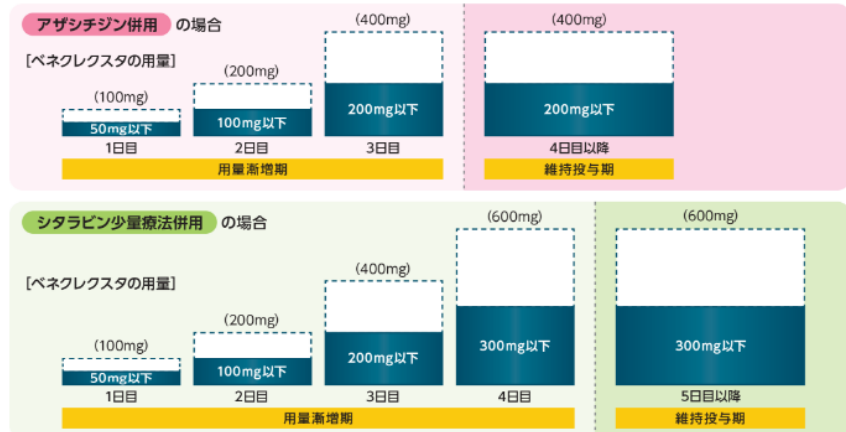 アザシチジン併用 の場合
[ベネクレクスタの用量]
(100mg) (200mg) (400mg) (400mg)
50mg以下 100mg以下 200mg以下 200mg以下
1日目 2日目 3日目 4日目以降
用量漸増期 維持投与期
シタラビン少量療法併用 の場合
[ベネクレクスタの用量]
(100mg) (200mg) (400mg) (600mg) (600mg)
50mg以下 100mg以下 200mg以下 300mg以下 300mg以下
1日目 2日目 3日目 4日目 5日目以降
用量漸増期 維持投与期